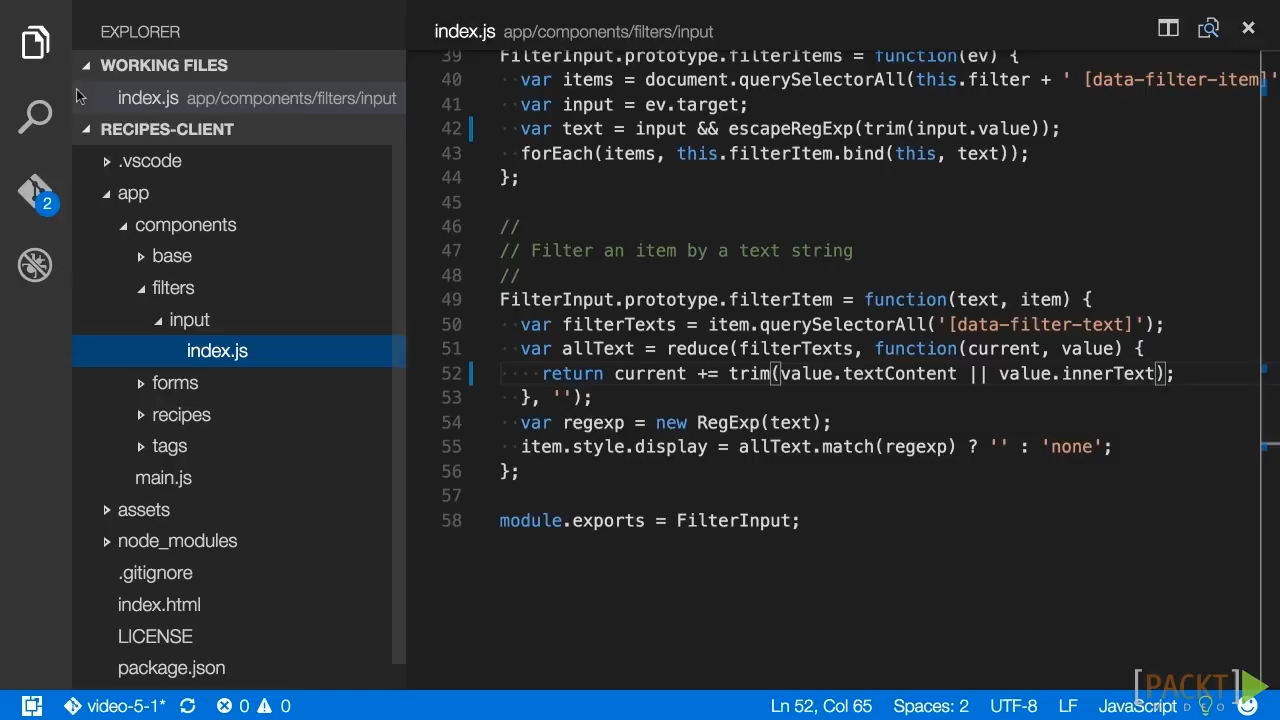 EXPLORER
WORKING FILES
index.js app/components/filters/input
RECIPES-CLIENT
.vscode
app
components
base
filters
input
index.js
forms
recipes
tags
main.js
assets
node_modules
.gitignore
index.html
LICENSE
package.json
2
index.js app/components/filters/input
39 FilterInput.prototype.filterItems = function(ev) {
40 var items = document.querySelectorAll(this.filter + ' [data-filter-item]'
41 var input = ev.target;
42 var text = input && escapeRegExp(trim(input.value));
43 forEach(items, this.filterItem.bind(this, text));
44 };
45
46 //
47 // Filter an item by a text string
48 //
49 FilterInput.prototype.filterItem = function(text, item) {
50 var filterTexts = item.querySelectorAll('[data-filter-text]');
51 var allText = reduce(filterTexts, function(current, value) {
52 return current += trim(value.textContent || value.innerText);
53 }, '');
54 var regexp = new RegExp(text);
55 item.style.display = allText.match(regexp) ? '' : 'none';
56 };
57
58 module.exports = FilterInput;
[PACKT]
video-5-1* 0 0 Ln 52, Col 65 Spaces: 2 UTF-8 LF JavaScript